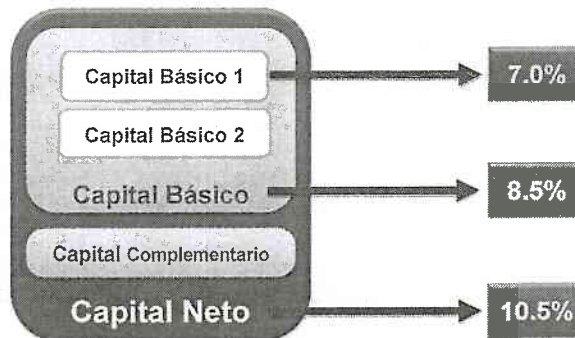 Capital Básico 1
7.0%
Capital Básico 2
Capital Básico
8.5%
Capital Complementario
Capital Neto
10.5%